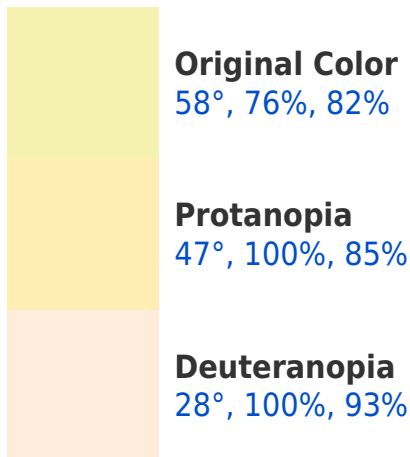 Original Color
58°, 76%, 82%
Protanopia
47°, 100%, 85%
Deuteranopia
28°, 100%, 93%